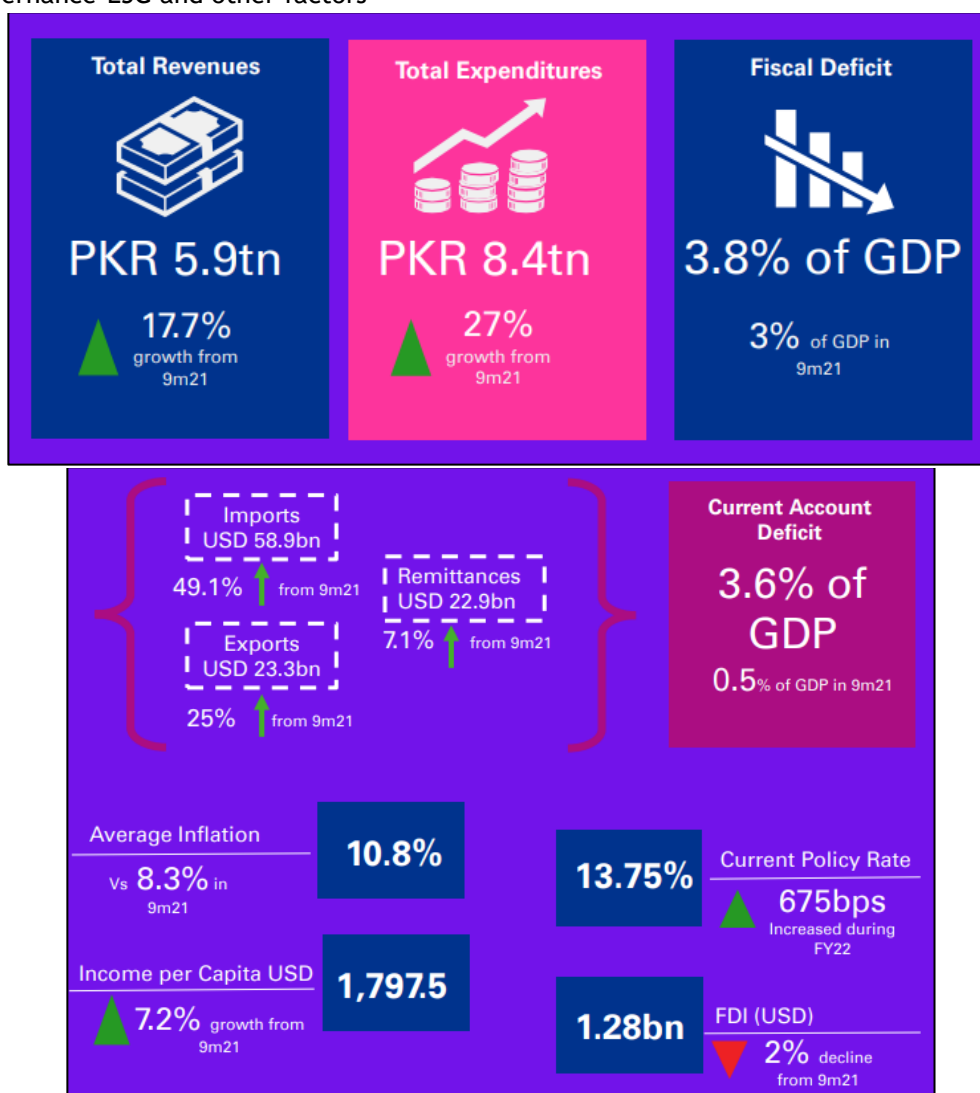 ernance-ESG and other factors
Total Revenues
PKR 5.9tn
17.7%
growth from
9m21
Total Expenditures
PKR 8.4tn
27%
growth from
9m21
Fiscal Deficit
3.8% of GDP
3% of GDP in
9m21
Imports
USD 58.9bn
49.1% from 9m21
Exports
USD 23.3bn
25% from 9m21
Remittances
USD 22.9bn
7.1% from 9m21
Current Account
Deficit
3.6% of
GDP
0.5% of GDP in 9m21
Average Inflation
Vs 8.3% in
9m21
10.8%
13.75%
Current Policy Rate
675bps
Increased during
FY22
Income per Capita USD
7.2% growth from
9m21
1,797.5
1.28bn
FDI (USD)
2% decline
from 9m21